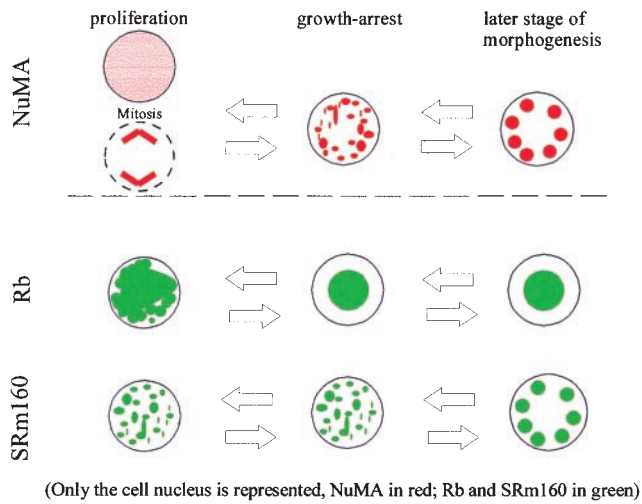 proliferation
growth-arrest
later stage of
morphogenesis
NuMA
Mitosis
Rb
SRm160
(Only the cell nucleus is represented, NuMA in red; Rb and SRm160 in green)